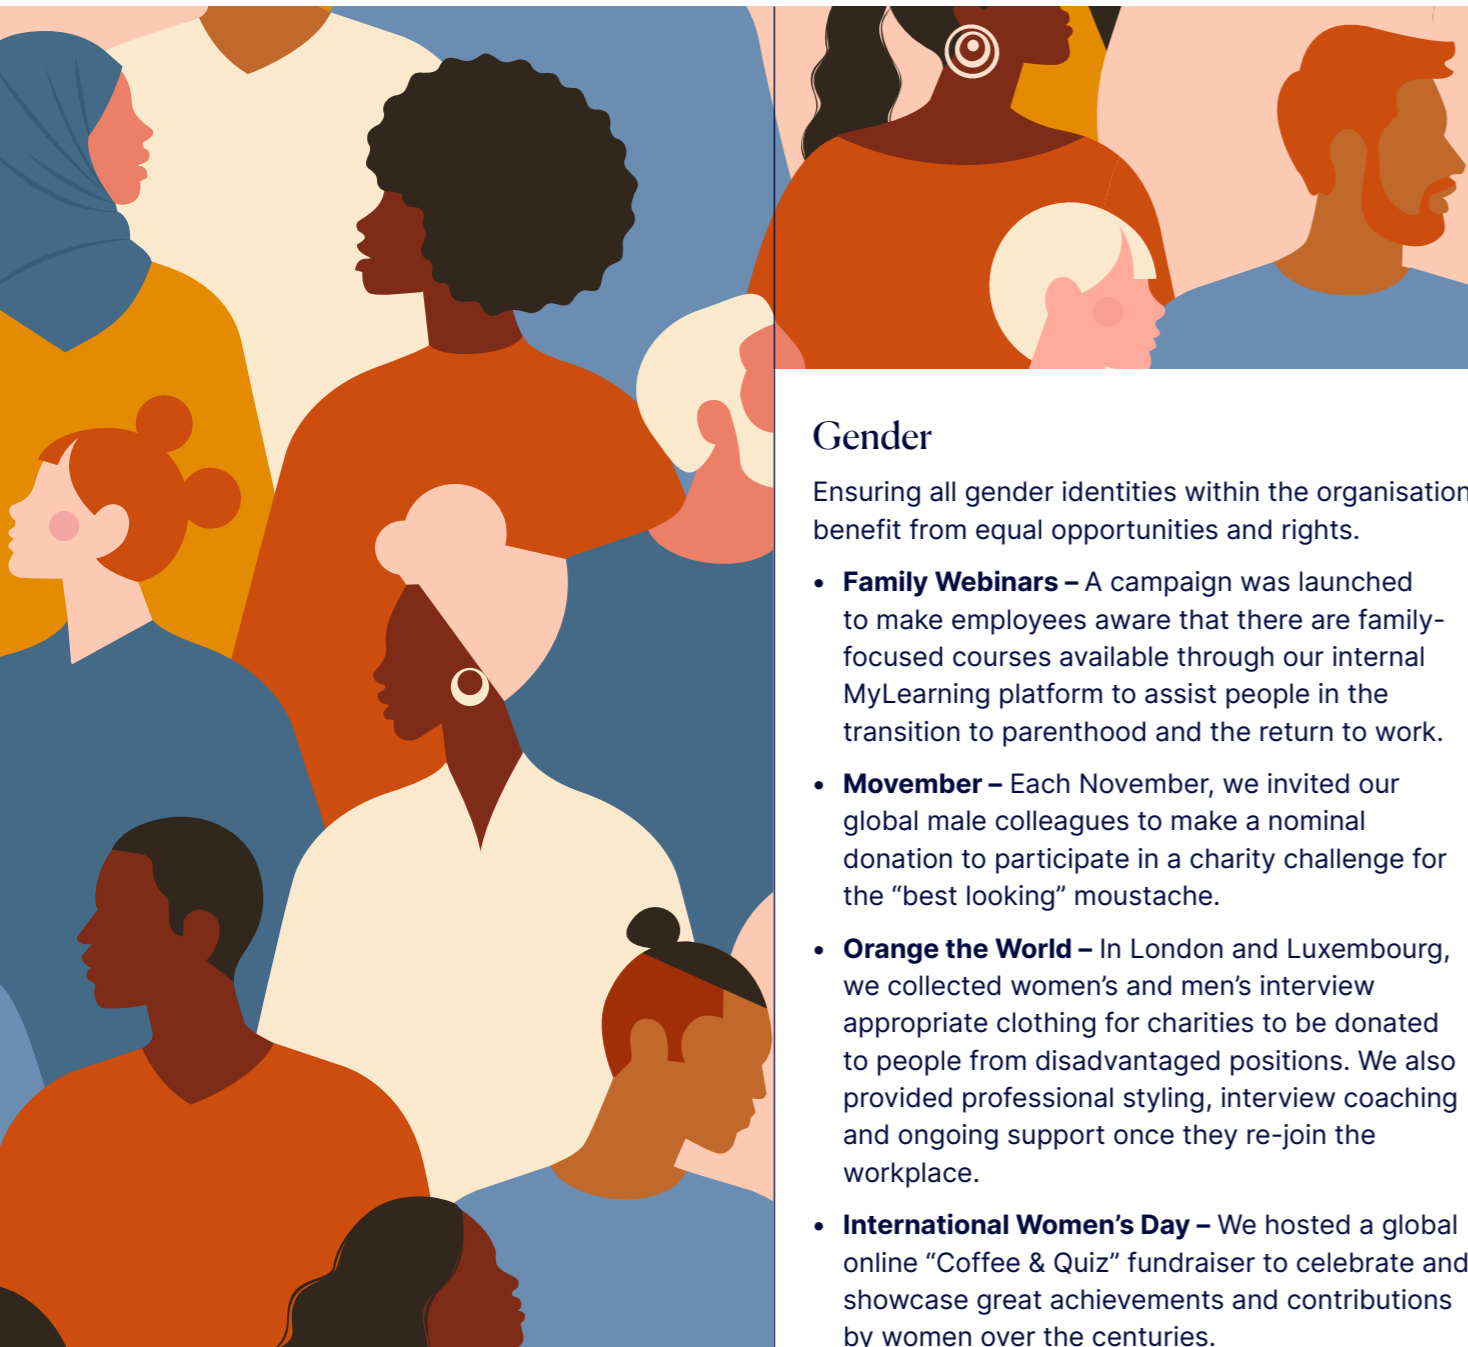 Gender
Ensuring all gender identities within the organisation
benefit from equal opportunities and rights.
• Family Webinars – A campaign was launched
to make employees aware that there are family-
focused courses available through our internal
MyLearning platform to assist people in the
transition to parenthood and the return to work.
• Movember – Each November, we invited our
global male colleagues to make a nominal
donation to participate in a charity challenge for
the “best looking” moustache.
• Orange the World – In London and Luxembourg,
we collected women’s and men’s interview
appropriate clothing for charities to be donated
to people from disadvantaged positions. We also
provided professional styling, interview coaching
and ongoing support once they re-join the
workplace.
• International Women’s Day – We hosted a global
online “Coffee & Quiz” fundraiser to celebrate and
showcase great achievements and contributions
by women over the centuries.